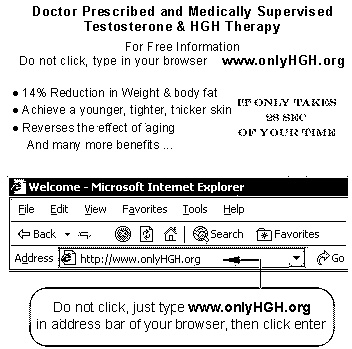 Doctor Prescribed and Medically Supervised
Testosterone & HGH Therapy
For Free Information
Do not click, type in your browser www.onlyHGH.org
● 14% Reduction in Weight & body fat
● Achieve a younger, tighter, thicker skin
● Reverses the effect of aging
And many more benefits ...
IT ONLY TAKES
28 SEC
OF YOUR TIME
Welcome - Microsoft Internet Explorer
File Edit View Favorites Tools Help
Back Search Favorites
Address http://www.onlyHGH.org Go
Do not click, just type www.onlyHGH.org
in address bar of your browser, then click enter